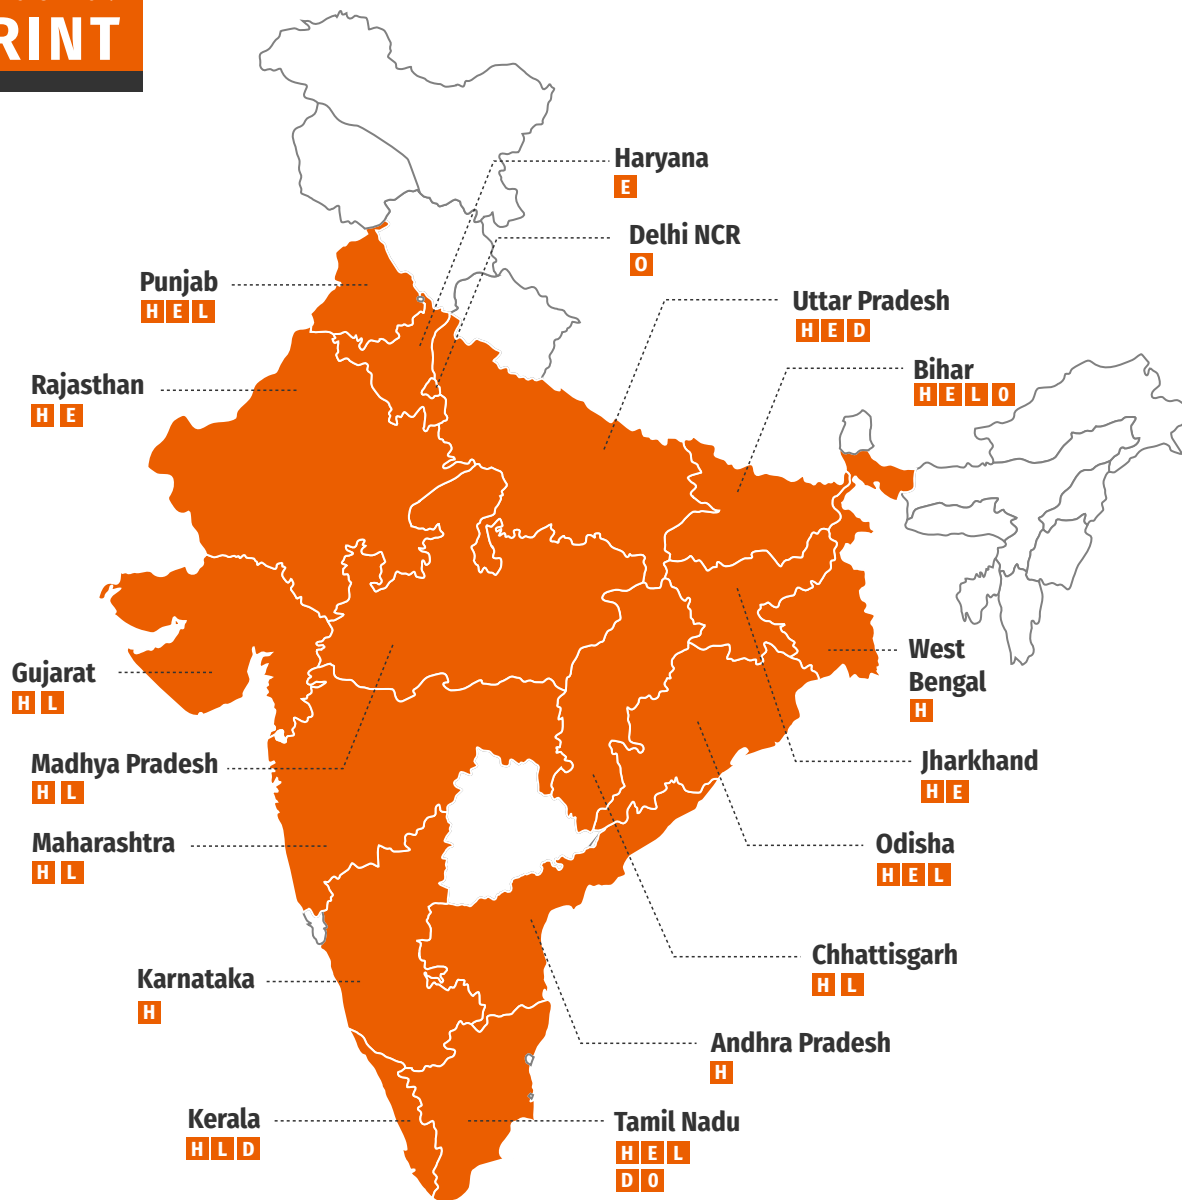 RINT
Haryana
E
Delhi NCR
O
Punjab
H E L
Uttar Pradesh
H E D
Bihar
H E L O
Rajasthan
H E
West
Bengal
H
Gujarat
H L
Madhya Pradesh
H L
Jharkhand
H E
Maharashtra
H L
Odisha
H E L
Chhattisgarh
H L
Karnataka
H
Andhra Pradesh
H
Kerala
H L D
Tamil Nadu
H E L
D O